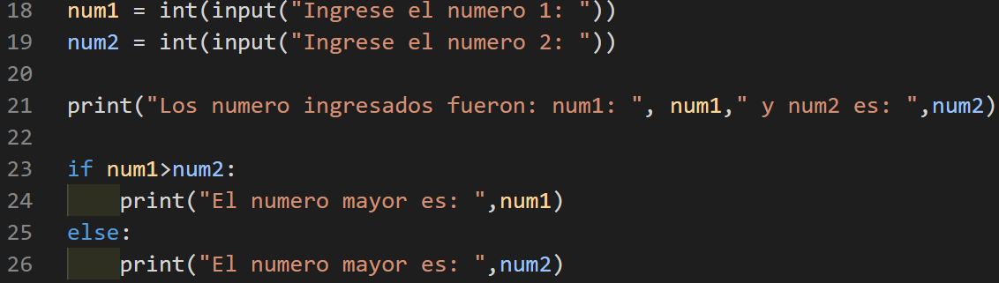 18 num1 = int(input("Ingrese el numero 1: "))
19 num2 = int(input("Ingrese el numero 2: "))
20
21 print("Los numero ingresados fueron: num1: ", num1," y num2 es: ",num2)
22
23 if num1>num2:
24     print("El numero mayor es: ",num1)
25 else:
26     print("El numero mayor es: ",num2)